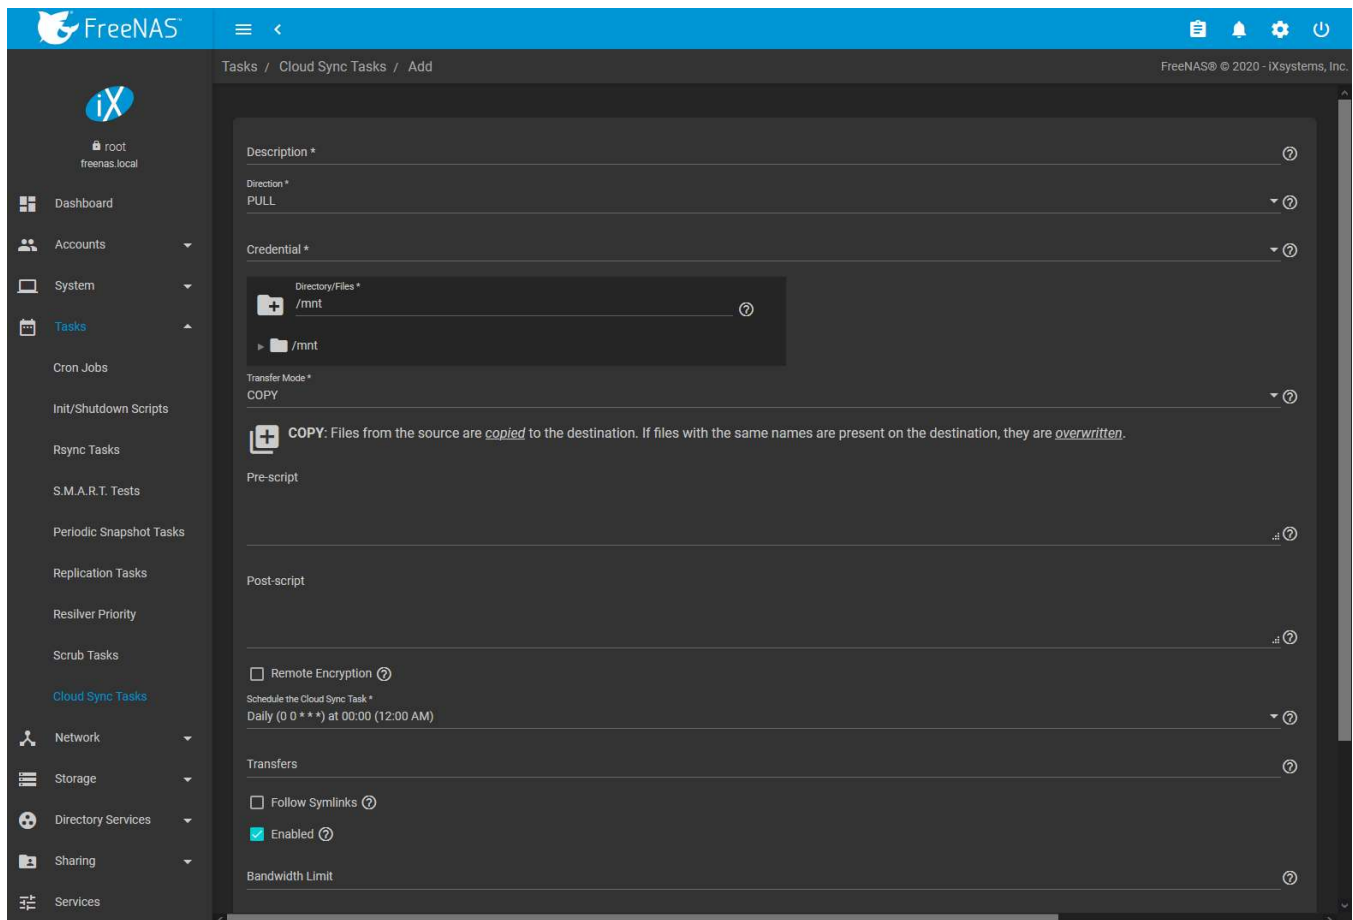 FreeNAS™
Tasks / Cloud Sync Tasks / Add
FreeNAS® © 2020 - iXsystems, Inc.
iX
root
freenas.local
Dashboard
Accounts
System
Tasks
Cron Jobs
Init/Shutdown Scripts
Rsync Tasks
S.M.A.R.T. Tests
Periodic Snapshot Tasks
Replication Tasks
Resilver Priority
Scrub Tasks
Cloud Sync Tasks
Network
Storage
Directory Services
Sharing
Services
Description *
Direction *
PULL
Credential *
Directory/Files *
/mnt
/mnt
Transfer Mode *
COPY
COPY: Files from the source are copied to the destination. If files with the same names are present on the destination, they are overwritten.
Pre-script
Post-script
Remote Encryption
Schedule the Cloud Sync Task *
Daily (0 0 * * *) at 00:00 (12:00 AM)
Transfers
Follow Symlinks
Enabled
Bandwidth Limit